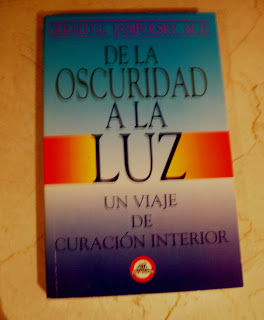 DE LA
OSCURIDAD
A LA
LUZ
UN VIAJE
DE
CURACIÓN INTERIOR